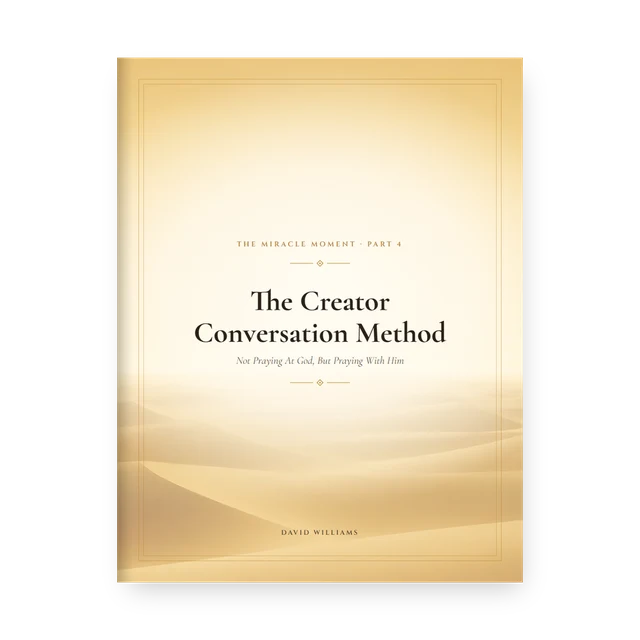 THE MIRACLE MOMENT · PART 4
The Creator
Conversation Method
Not Praying At God, But Praying With Him
DAVID WILLIAMS